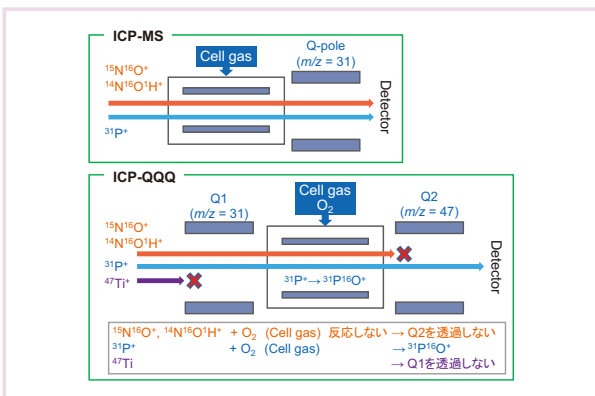 ICP-MS
Cell gas
Q-pole
(m/z = 31)
¹⁵N¹⁶O⁺
¹⁴N¹⁶O¹H⁺
³¹P⁺
Detector
ICP-QQQ
Q1
(m/z = 31)
Cell gas
O₂
Q2
(m/z = 47)
¹⁵N¹⁶O⁺
¹⁴N¹⁶O¹H⁺
³¹P⁺
³¹P⁺→³¹P¹⁶O⁺
⁴⁷Ti⁺
Detector
¹⁵N¹⁶O⁺, ¹⁴N¹⁶O¹H⁺ + O₂ (Cell gas) 反応しない → Q2を透過しない
³¹P⁺ + O₂ (Cell gas) →³¹P¹⁶O⁺
⁴⁷Ti → Q1を透過しない